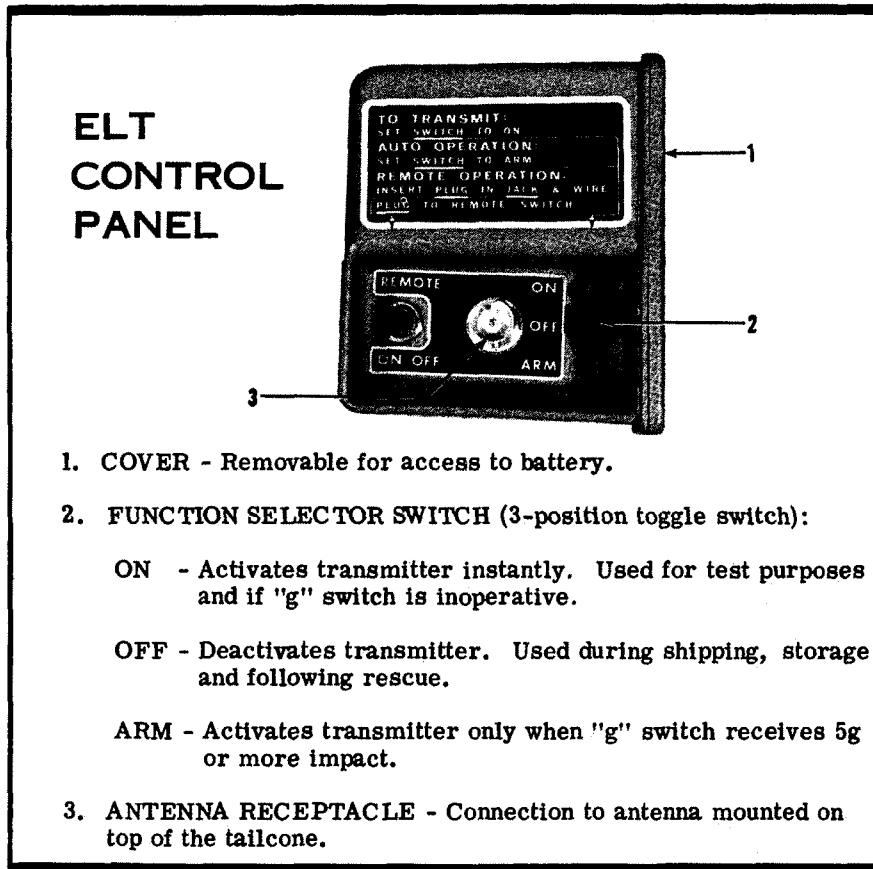 ELT
CONTROL
PANEL
TO TRANSMIT:
SET SWITCH TO ON
AUTO OPERATION:
SET SWITCH TO ARM
REMOTE OPERATION:
INSERT PLUG IN JACK & WIRE
PLUG TO REMOTE SWITCH
1
REMOTE
ON
OFF
ON OFF
ARM
2
3
1. COVER - Removable for access to battery.
2. FUNCTION SELECTOR SWITCH (3-position toggle switch):
ON - Activates transmitter instantly. Used for test purposes
and if "g" switch is inoperative.
OFF - Deactivates transmitter. Used during shipping, storage
and following rescue.
ARM - Activates transmitter only when "g" switch receives 5g
or more impact.
3. ANTENNA RECEPTACLE - Connection to antenna mounted on
top of the tailcone.